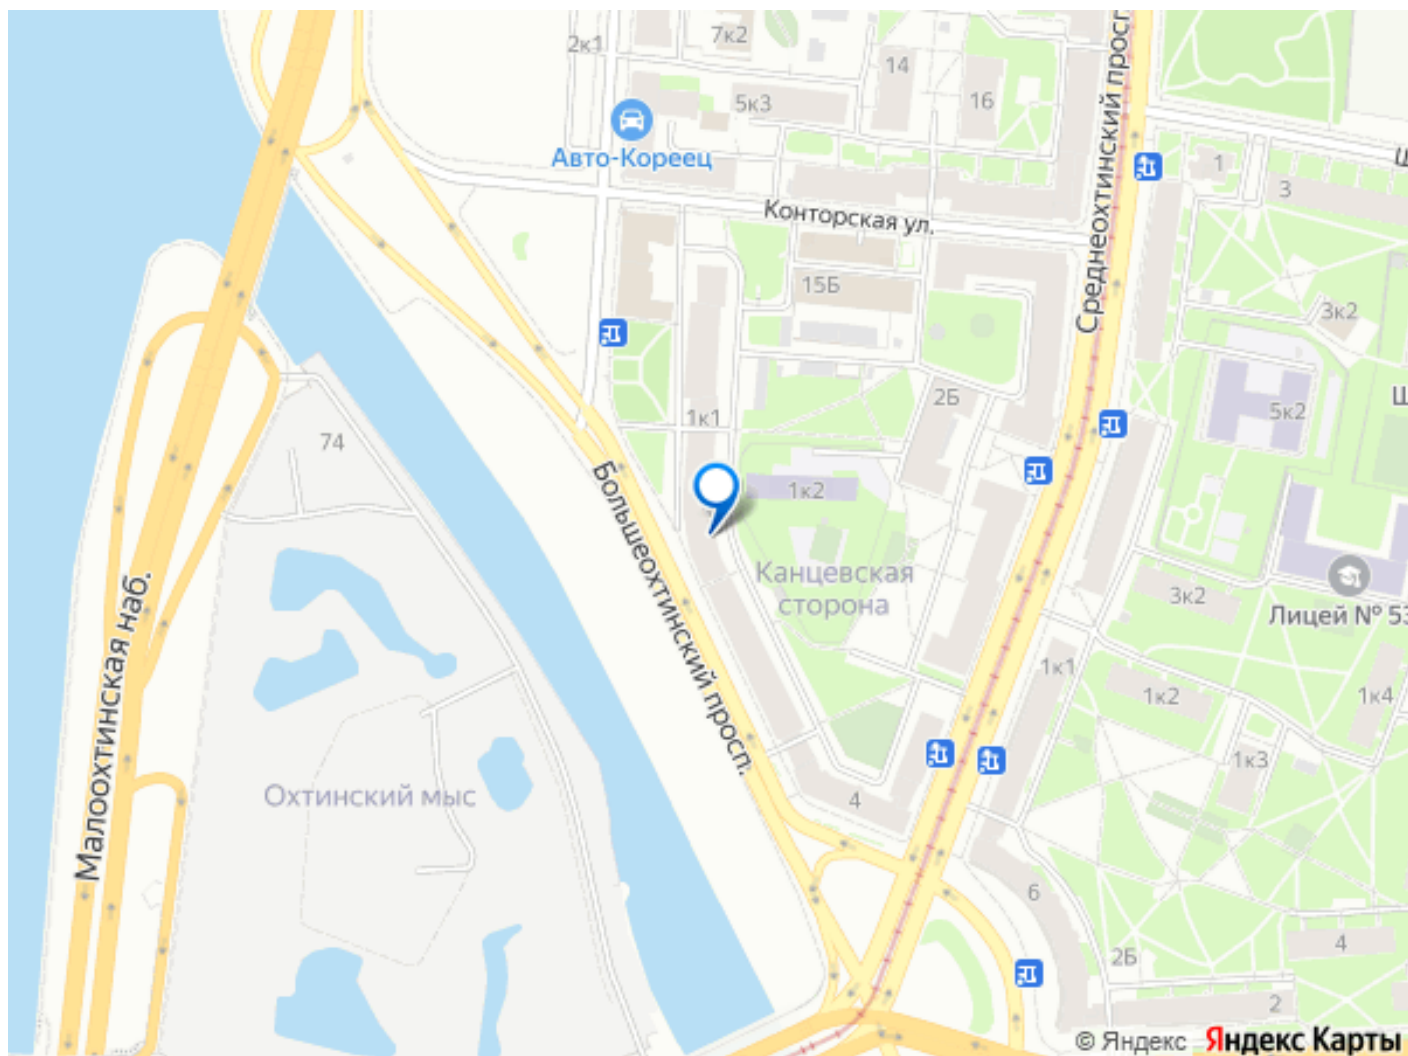 2к1
7к2
14
16
5к3
Авто-Кореец
Среднеохтинский просп.
1
3
Конторская ул.
15Б
3к2
2Б
5к2
1к1
74
1к2
Большеохтинский просп.
Канцевская
сторона
Малоохтинская наб.
3к2
Лицей № 53
1к1
1к2
1к4
1к3
Охтинский мыс
4
6
2Б
4
2
© Яндекс Яндекс Карты